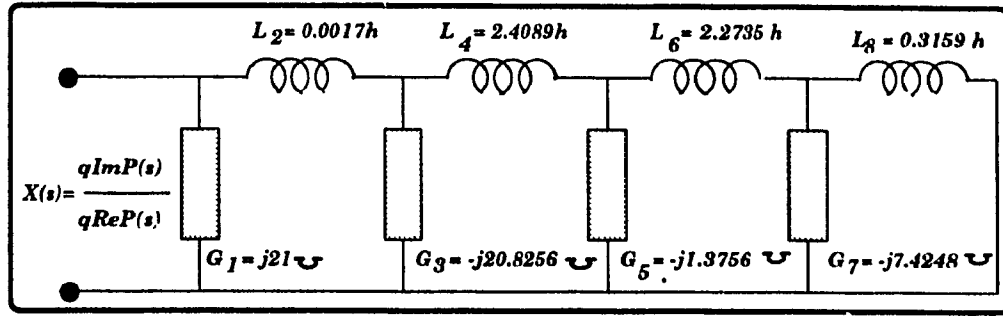 L2 = 0.0017h
L4 = 2.4089h
L6 = 2.2735 h
L8 = 0.3159 h
X(s) = qImP(s) / qReP(s)
G1 = j21 ℧
G3 = -j20.8256 ℧
G5 = -j1.3756 ℧
G7 = -j7.4248 ℧